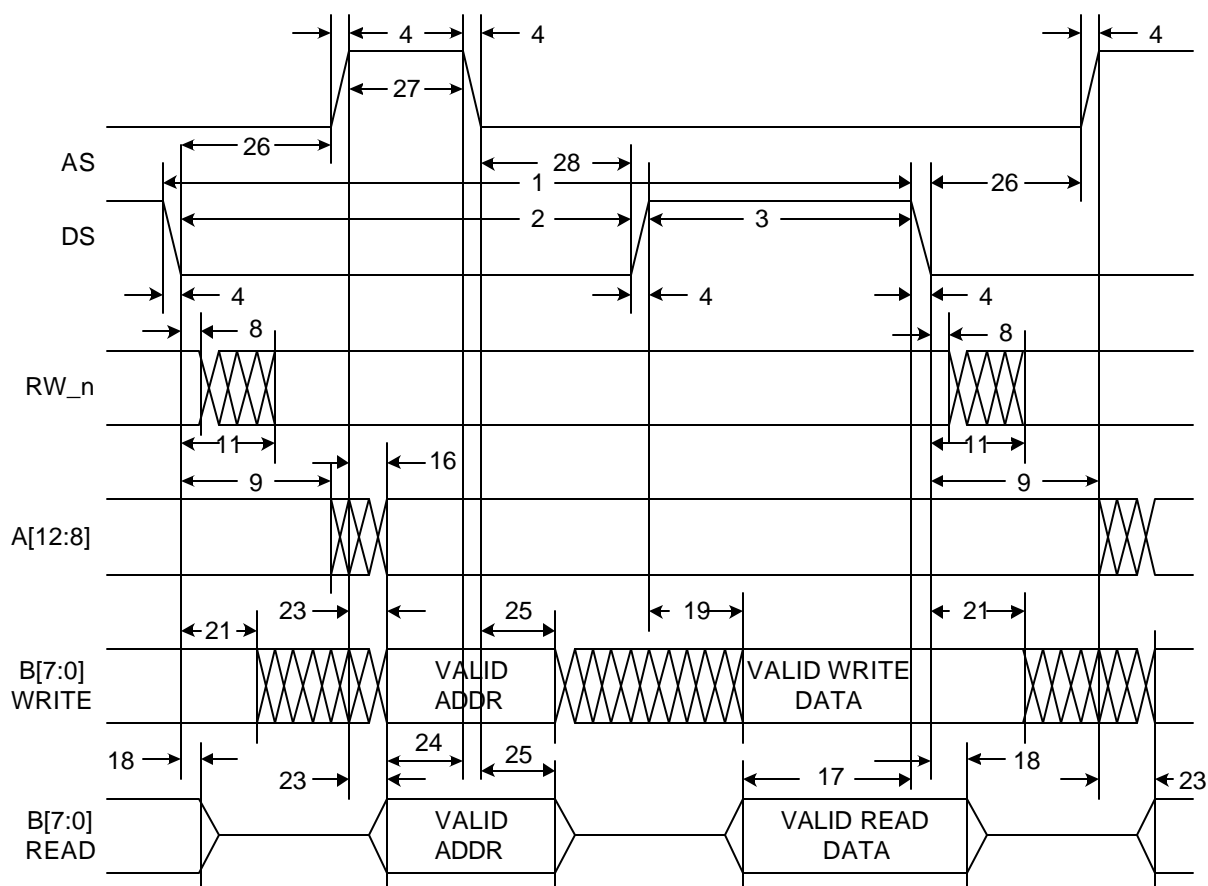 4 4 4
27
26
AS
28
1 26
2 3
DS
4 4 4
8 8
RW_n
11 11
16
9 9
A[12:8]
23 25 19 21
21
B[7:0] VALID VALID WRITE
WRITE ADDR DATA
18 24 18
23 25 17 23
B[7:0] VALID VALID READ
READ ADDR DATA